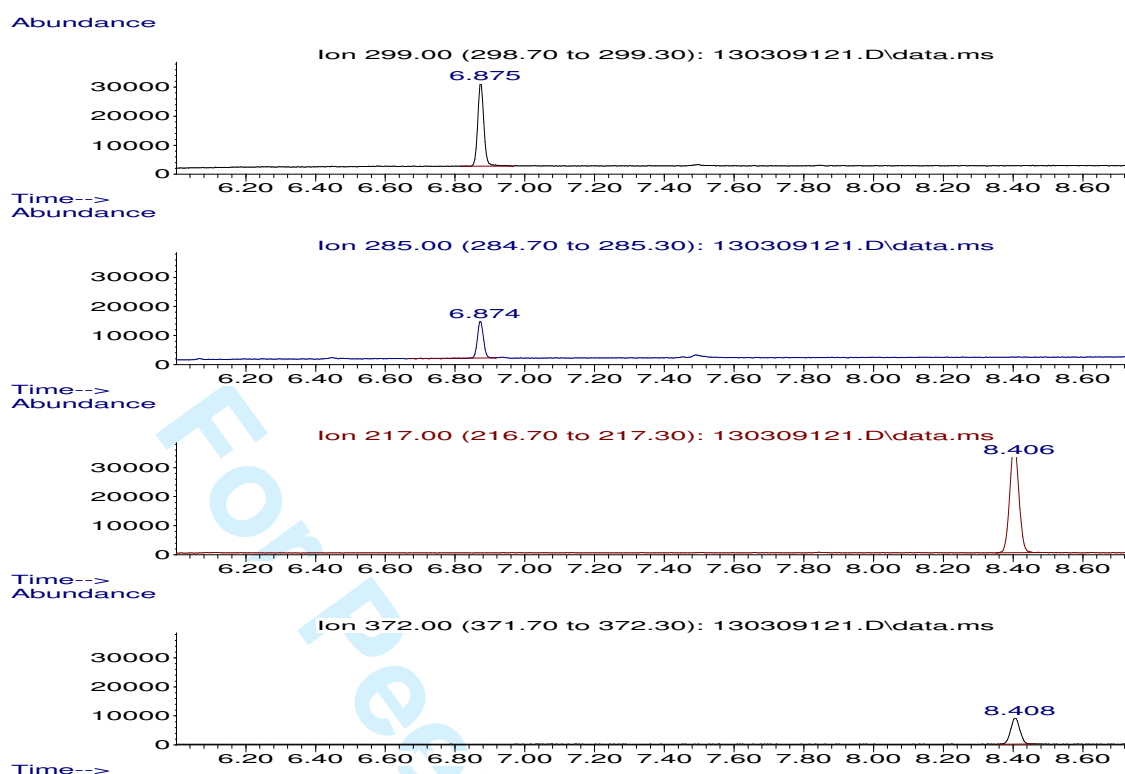 Abundance
Ion 299.00 (298.70 to 299.30): 130309121.D\data.ms
6.875
30000
20000
10000
0
6.20 6.40 6.60 6.80 7.00 7.20 7.40 7.60 7.80 8.00 8.20 8.40 8.60
Time-->
Abundance
Ion 285.00 (284.70 to 285.30): 130309121.D\data.ms
6.874
30000
20000
10000
0
6.20 6.40 6.60 6.80 7.00 7.20 7.40 7.60 7.80 8.00 8.20 8.40 8.60
Time-->
Abundance
Ion 217.00 (216.70 to 217.30): 130309121.D\data.ms
8.406
30000
20000
10000
0
6.20 6.40 6.60 6.80 7.00 7.20 7.40 7.60 7.80 8.00 8.20 8.40 8.60
Time-->
Abundance
Ion 372.00 (371.70 to 372.30): 130309121.D\data.ms
8.408
30000
20000
10000
0
6.20 6.40 6.60 6.80 7.00 7.20 7.40 7.60 7.80 8.00 8.20 8.40 8.60
Time-->
For Pee